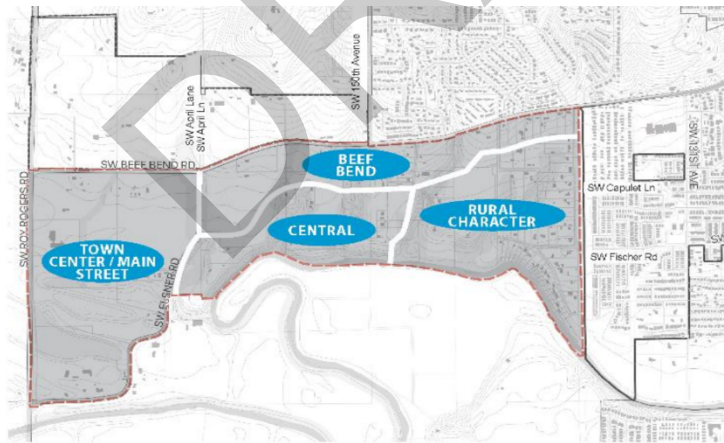 SW 150th Avenue
SW April Lane
SW April Ln
SW BEEF BEND RD
SW ROY ROGERS RD
SW 131ST AVE
BEEF
BEND
SW Capulet Ln
RURAL
CHARACTER
CENTRAL
TOWN
CENTER / MAIN
STREET
SW Fischer Rd
SW ELSNER RD